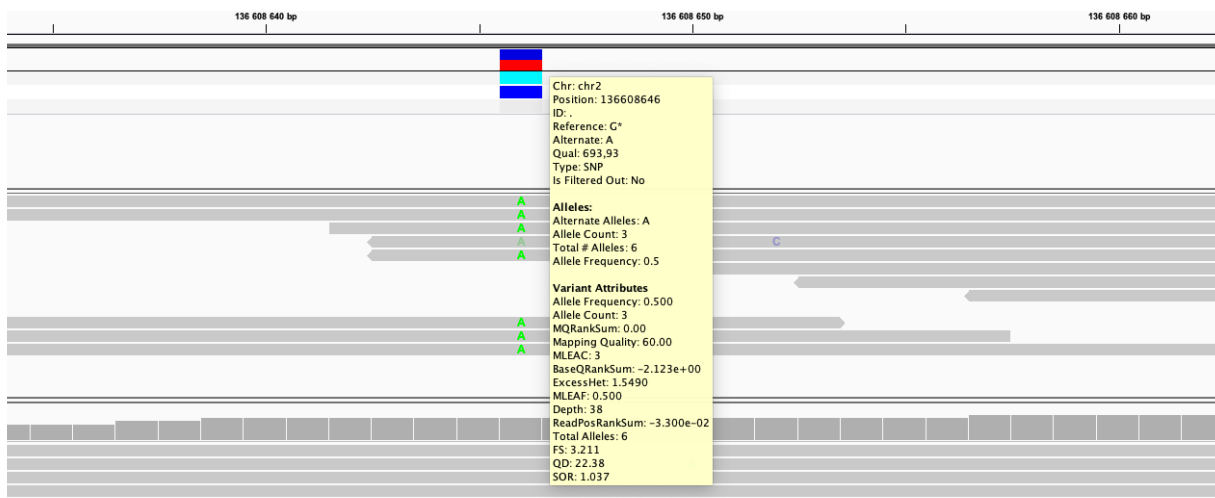 136 608 640 bp 136 608 650 bp 136 608 660 bp
Chr: chr2
Position: 136608646
ID: .
Reference: G*
Alternate: A
Qual: 693,93
Type: SNP
Is Filtered Out: No
Alleles:
Alternate Alleles: A
Allele Count: 3
Total # Alleles: 6
Allele Frequency: 0.5
Variant Attributes
Allele Frequency: 0.500
Allele Count: 3
MQRankSum: 0.00
Mapping Quality: 60.00
MLEAC: 3
BaseQRankSum: -2.123e+00
ExcessHet: 1.5490
MLEAF: 0.500
Depth: 38
ReadPosRankSum: -3.300e-02
Total Alleles: 6
FS: 3.211
QD: 22.38
SOR: 1.037
A
A
A
A C
A
A
A
A